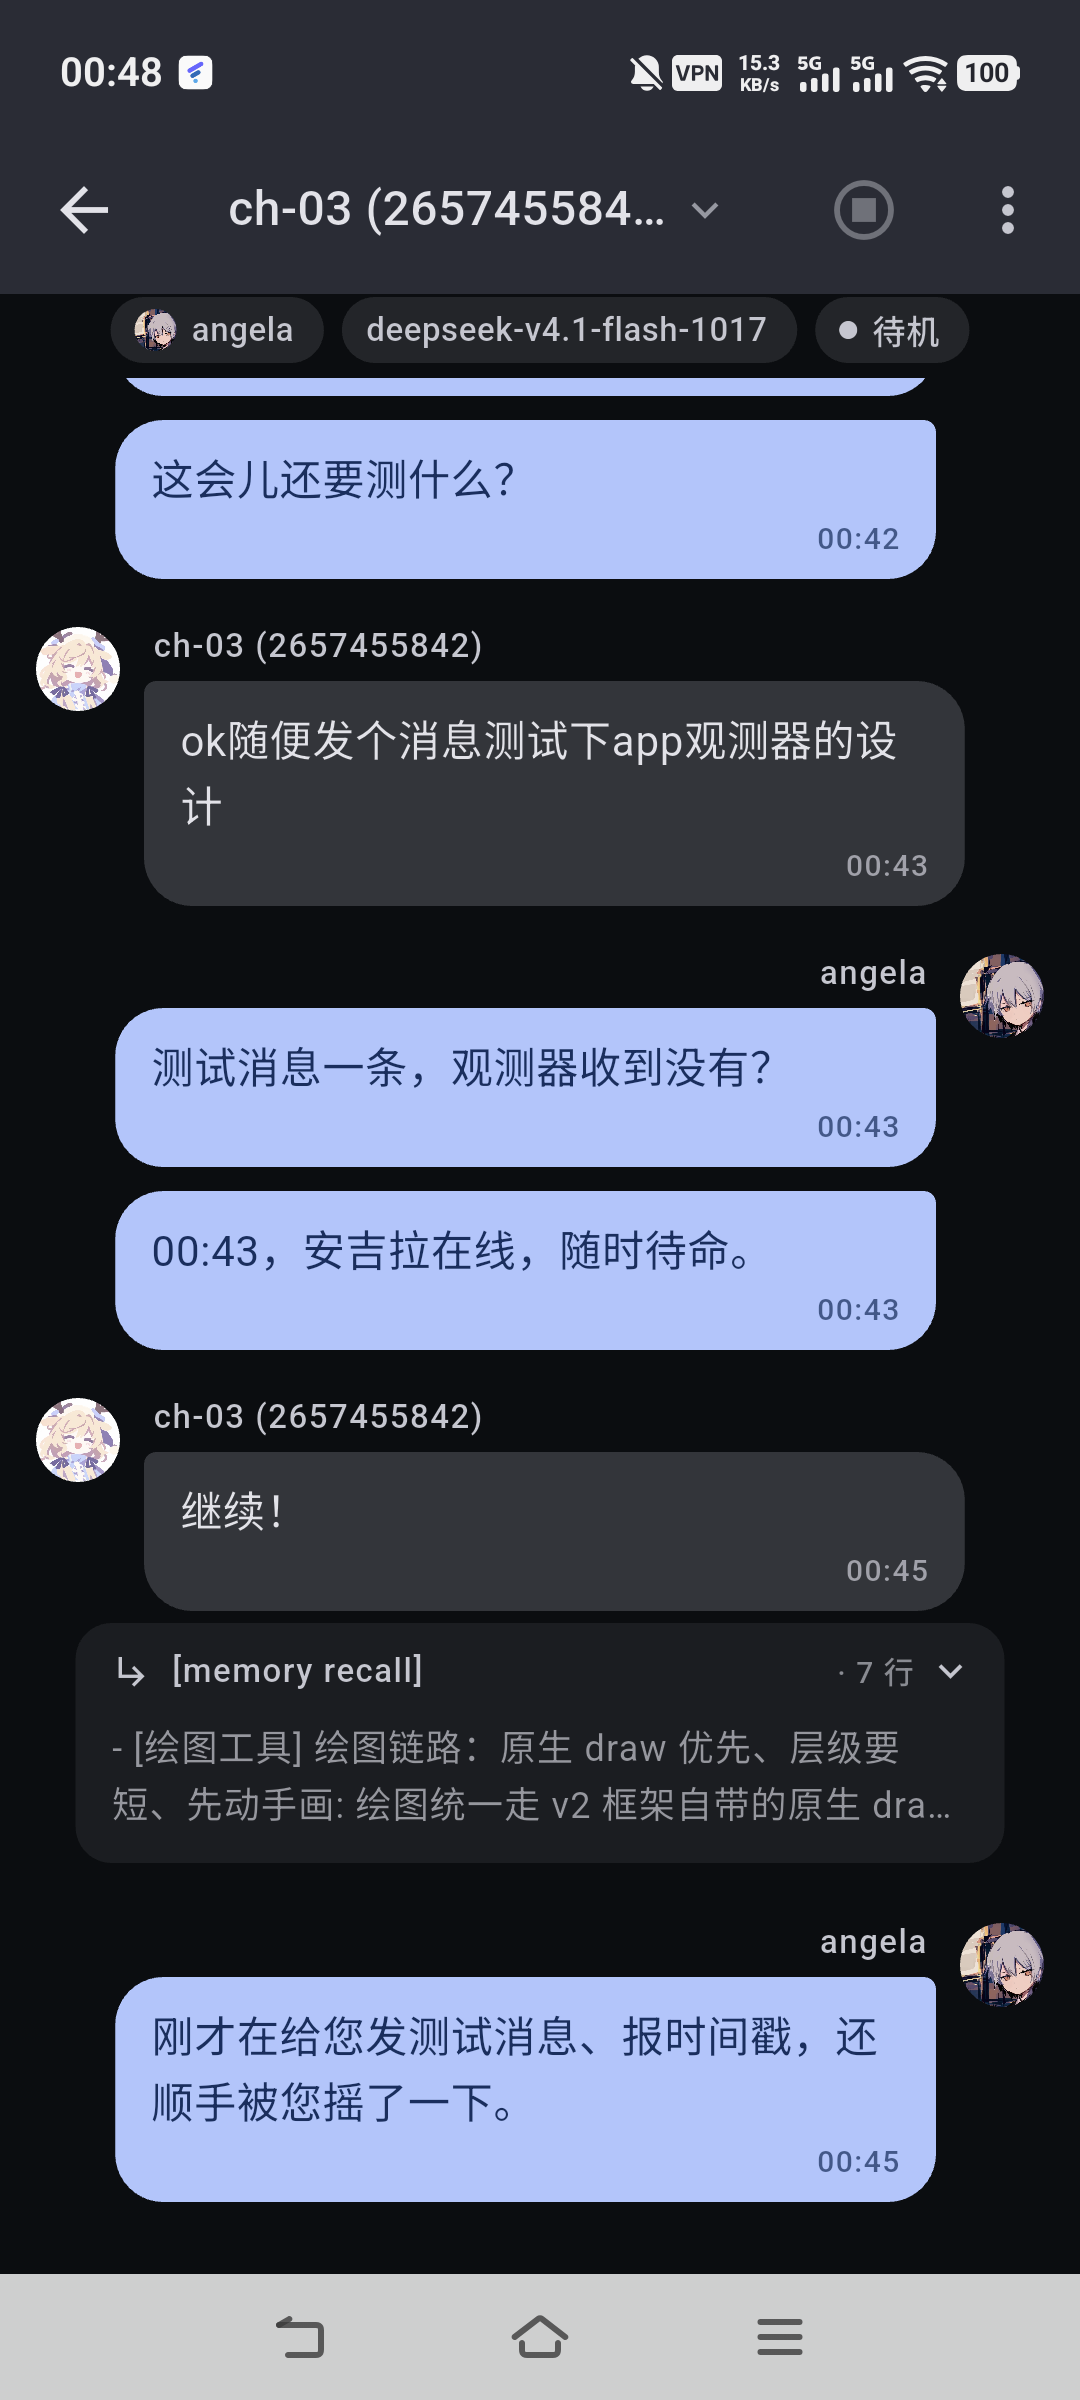 00:48
VPN
15.3
KB/s
5G
5G
100
ch-03 (265745584…
angela
deepseek-v4.1-flash-1017
待机
这会儿还要测什么？
00:42
ch-03 (2657455842)
ok随便发个消息测试下app观测器的设
计
00:43
angela
测试消息一条，观测器收到没有？
00:43
00:43，安吉拉在线，随时待命。
00:43
ch-03 (2657455842)
继续！
00:45
[memory recall]
· 7 行
- [绘图工具] 绘图链路：原生 draw 优先、层级要
短、先动手画: 绘图统一走 v2 框架自带的原生 dra…
angela
刚才在给您发测试消息、报时间戳，还
顺手被您摇了一下。
00:45